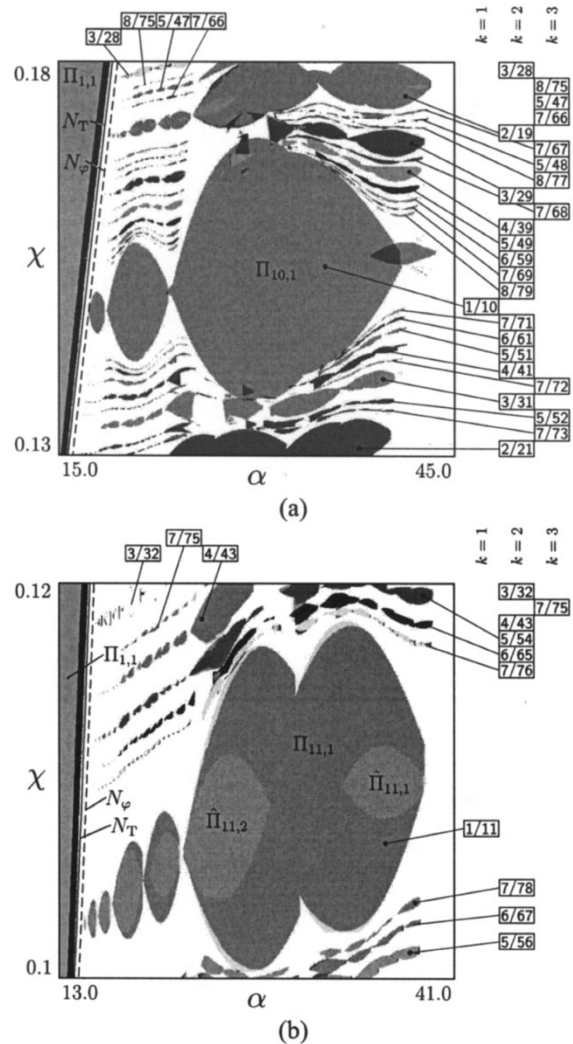 8/75 5/47 7/66
3/28
k = 1 k = 2 k = 3
0.18
Π1,1
NT
Nφ
χ
Π10,1
3/28
8/75
5/47
7/66
2/19
7/67
5/48
8/77
3/29
7/68
4/39
5/49
6/59
7/69
8/79
1/10
7/71
6/61
5/51
4/41
7/72
3/31
5/52
7/73
2/21
0.13
15.0 α 45.0
(a)
7/75
3/32 4/43
k = 1 k = 2 k = 3
0.12
Π1,1
χ
Nφ
NT
Π11,1
Π̂11,1
Π̂11,2
3/32
7/75
4/43
5/54
6/65
7/76
1/11
7/78
6/67
5/56
0.1
13.0 α 41.0
(b)